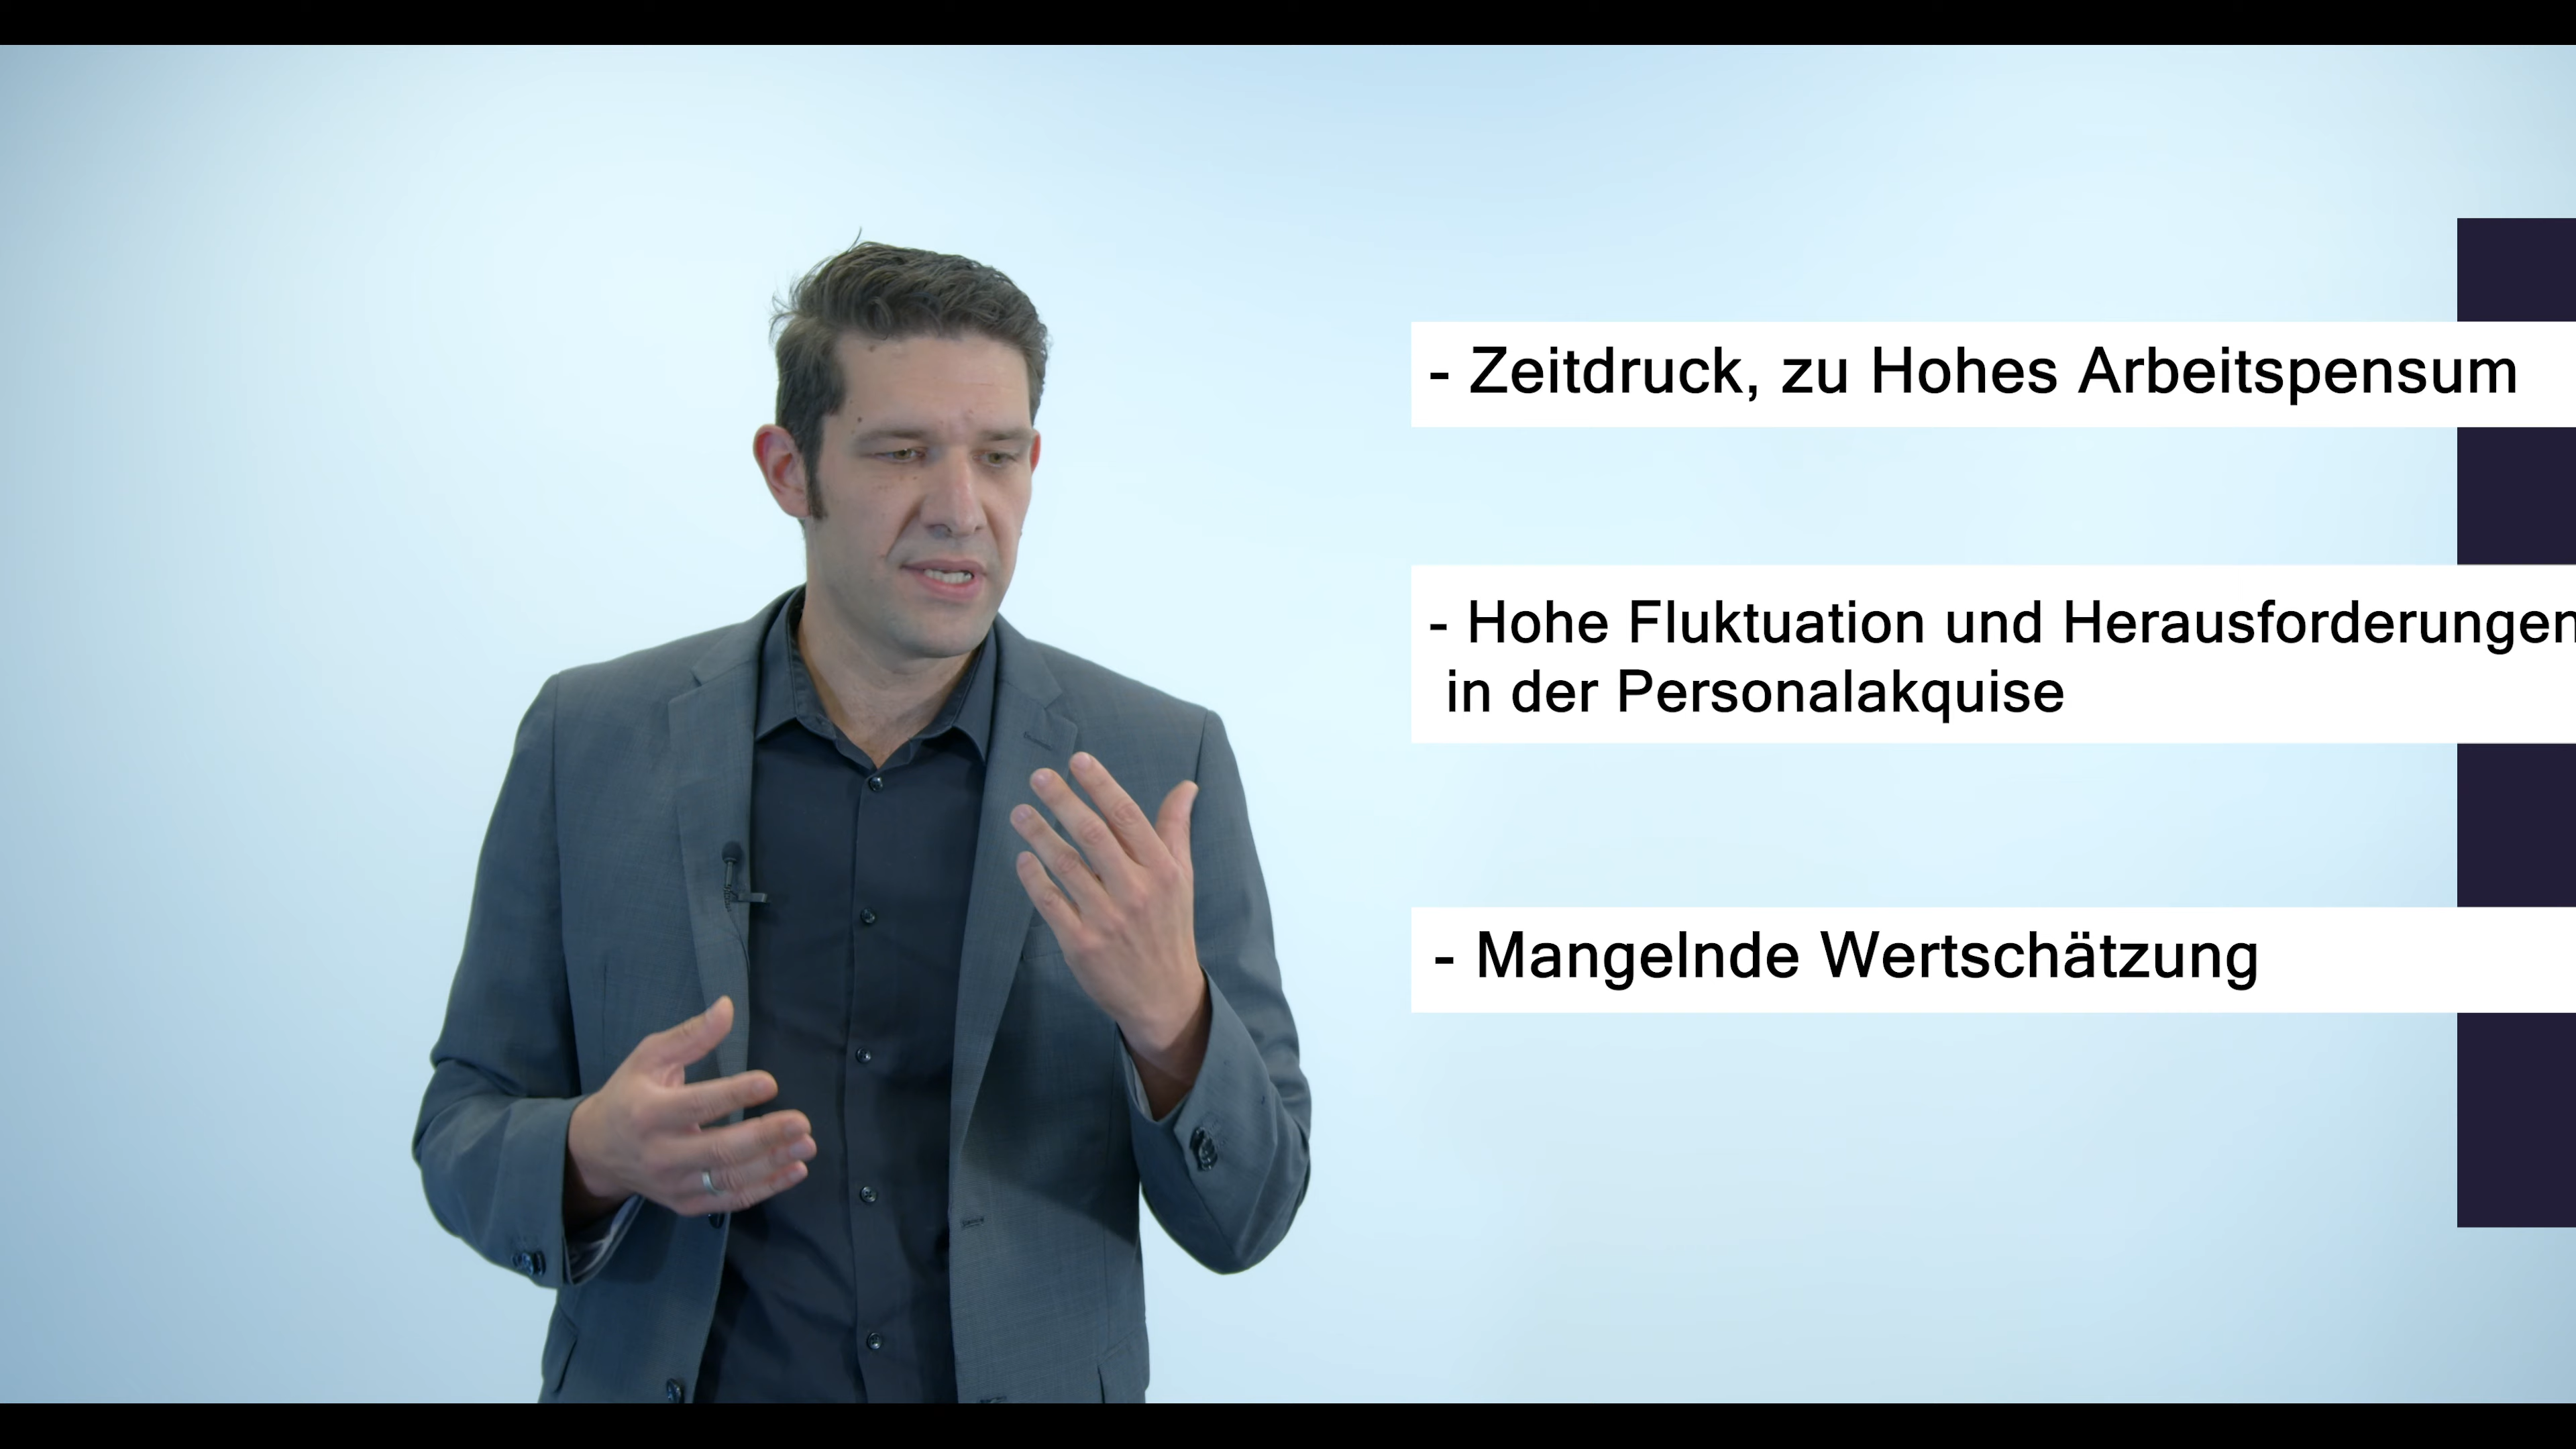 - Zeitdruck, zu Hohes Arbeitspensum
- Hohe Fluktuation und Herausforderungen
in der Personalakquise
- Mangelnde Wertschätzung